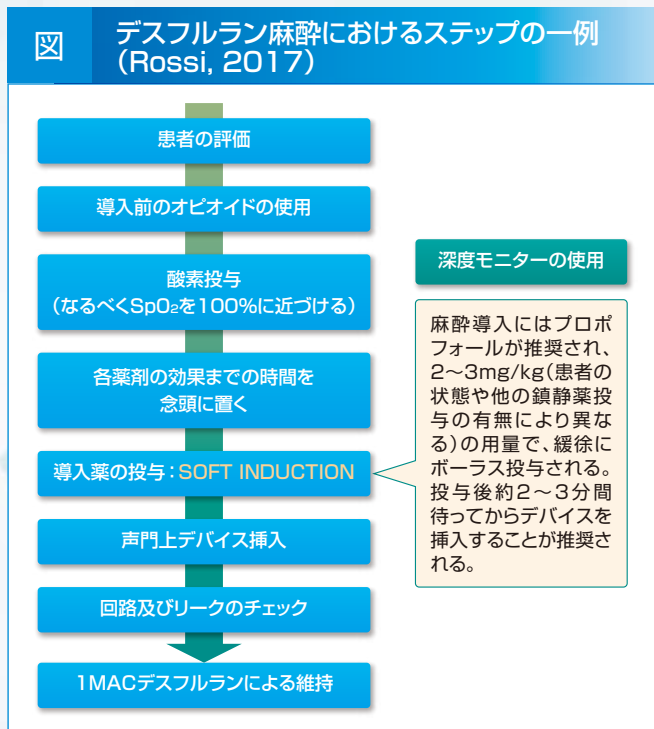 図
デスフルラン麻酔におけるステップの一例
（Rossi, 2017）
患者の評価
導入前のオピオイドの使用
酸素投与
（なるべくSpO₂を100%に近づける）
各薬剤の効果までの時間を
念頭に置く
導入薬の投与：SOFT INDUCTION
声門上デバイス挿入
回路及びリークのチェック
1MACデスフルランによる維持
深度モニターの使用
麻酔導入にはプロポ
フォールが推奨され、
2～3mg/kg（患者の
状態や他の鎮静薬投
与の有無により異な
る）の用量で、緩徐に
ボーラス投与される。
投与後約2～3分間
待ってからデバイスを
挿入することが推奨さ
れる。